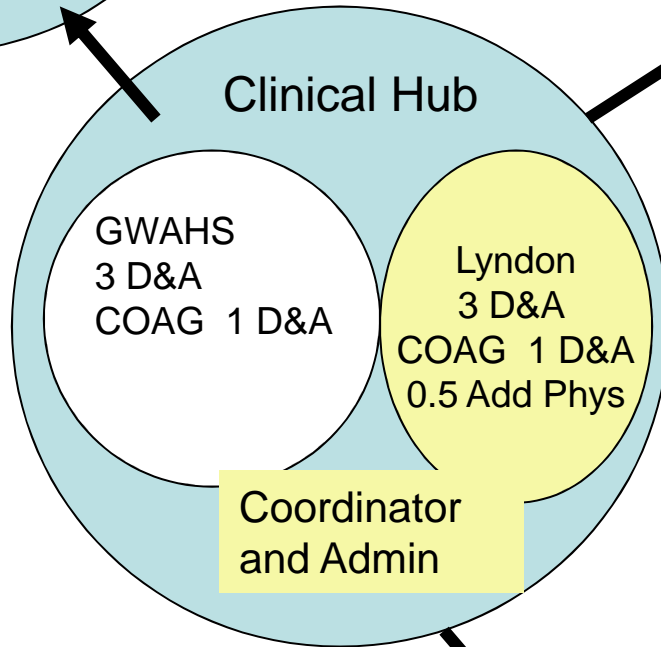 Clinical Hub
GWAHS
3 D&A
COAG  1 D&A
Lyndon
3 D&A
COAG  1 D&A
0.5 Add Phys
Coordinator
and Admin